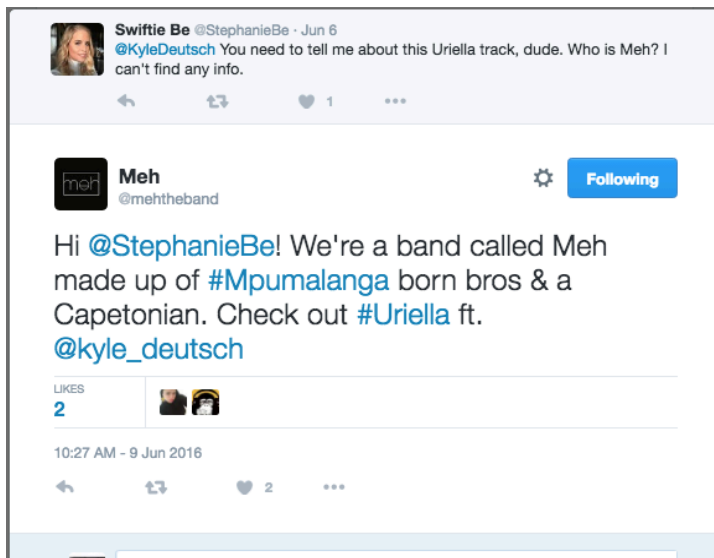 Swiftie Be @StephanieBe · Jun 6
@KyleDeutsch You need to tell me about this Uriella track, dude. Who is Meh? I
can't find any info.
1
meh
Meh
@mehtheband
Following
Hi @StephanieBe! We're a band called Meh
made up of #Mpumalanga born bros & a
Capetonian. Check out #Uriella ft.
@kyle_deutsch
LIKES
2
10:27 AM - 9 Jun 2016
2